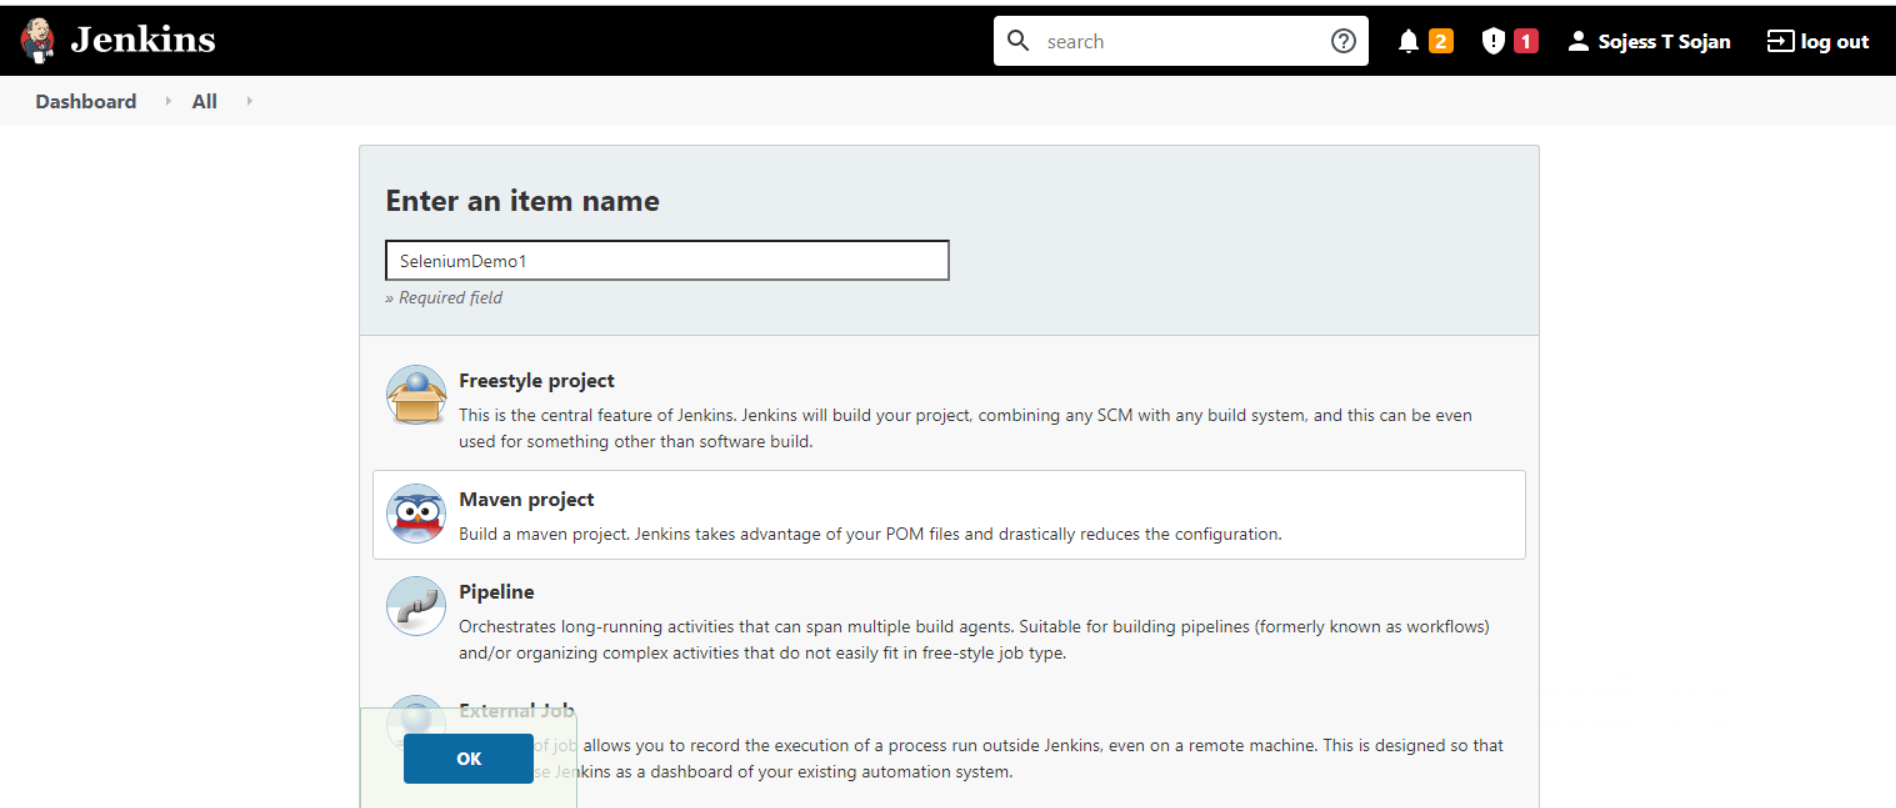 Jenkins
search
2
1
Sojess T Sojan
log out
Dashboard
All
Enter an item name
SeleniumDemo1
» Required field
Freestyle project
This is the central feature of Jenkins. Jenkins will build your project, combining any SCM with any build system, and this can be even
used for something other than software build.
Maven project
Build a maven project. Jenkins takes advantage of your POM files and drastically reduces the configuration.
Pipeline
Orchestrates long-running activities that can span multiple build agents. Suitable for building pipelines (formerly known as workflows)
and/or organizing complex activities that do not easily fit in free-style job type.
External Job
of job allows you to record the execution of a process run outside Jenkins, even on a remote machine. This is designed so that
Jenkins as a dashboard of your existing automation system.
OK